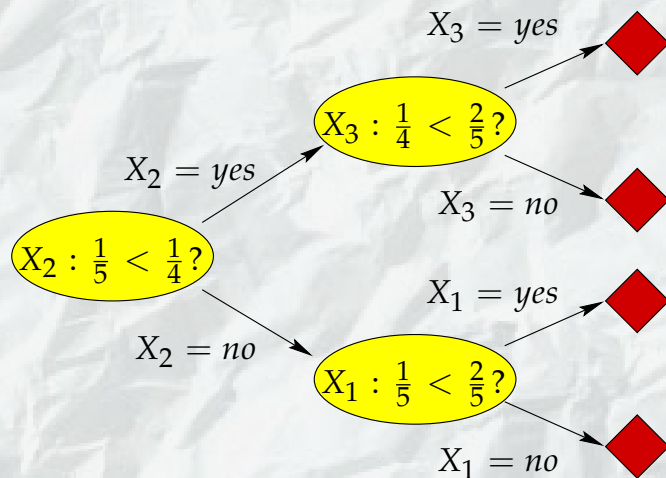 X₃ = yes
X₃ : 1/4 < 2/5?
X₂ = yes
X₃ = no
X₂ : 1/5 < 1/4?
X₁ = yes
X₂ = no
X₁ : 1/5 < 2/5?
X₁ = no